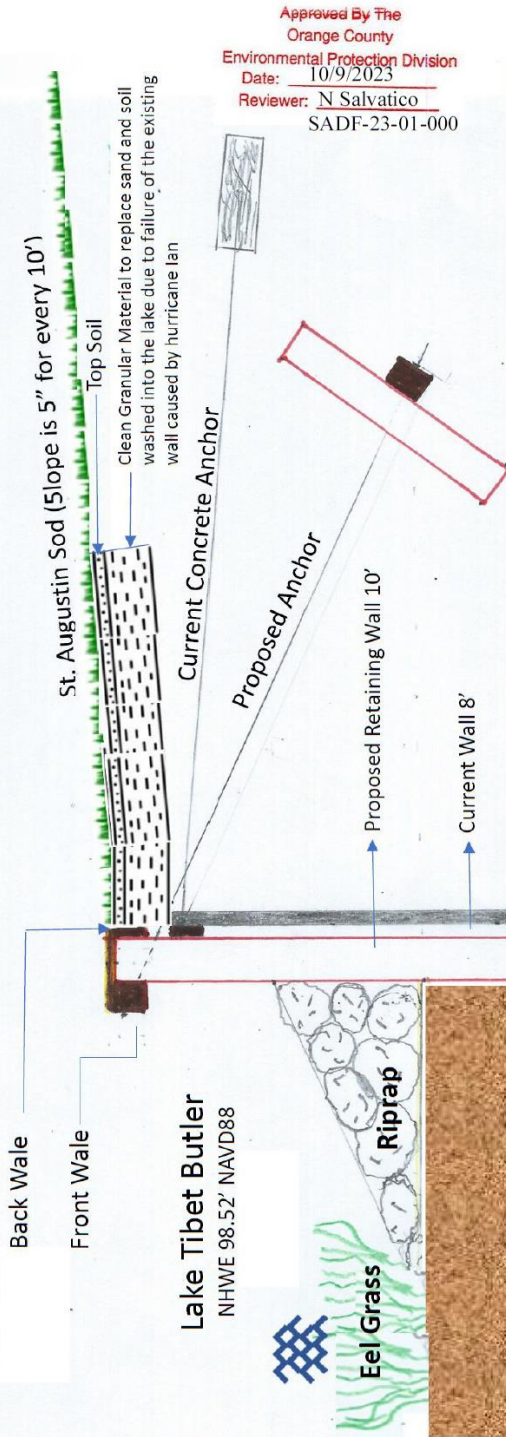 Approved By The
Orange County
Environmental Protection Division
Date: 10/9/2023
Reviewer: N Salvatico
SADF-23-01-000
St. Augustin Sod (5lope is 5” for every 10’)
Top Soil
Clean Granular Material to replace sand and soll
washed into the lake due to failure of the existing
wall caused by hurricane Ian
Current Concrete Anchor
Proposed Anchor
Proposed Retaining Wall 10’
Current Wall 8’
Back Wale
Front Wale
Lake Tibet Butler
NHWE 98.52’ NAVD88
Riprap
Eel Grass